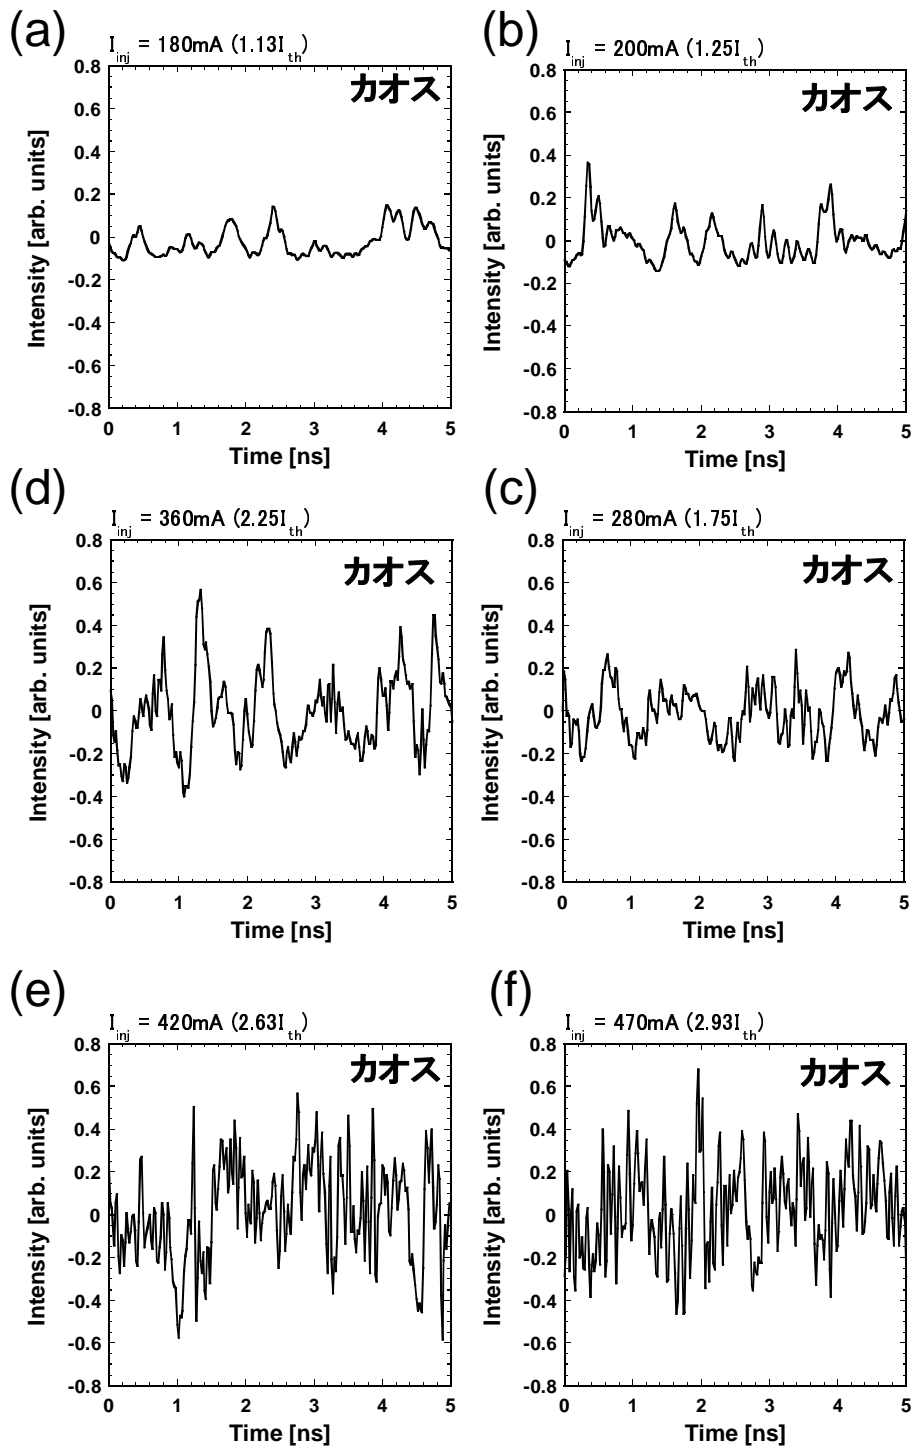 (a)
I_inj = 180mA (1.13I_th)
カオス
Intensity [arb. units]
0.8
0.6
0.4
0.2
0
-0.2
-0.4
-0.6
-0.8
0 1 2 3 4 5
Time [ns]
(b)
I_inj = 200mA (1.25I_th)
カオス
Intensity [arb. units]
0.8
0.6
0.4
0.2
0
-0.2
-0.4
-0.6
-0.8
0 1 2 3 4 5
Time [ns]
(d)
I_inj = 360mA (2.25I_th)
カオス
Intensity [arb. units]
0.8
0.6
0.4
0.2
0
-0.2
-0.4
-0.6
-0.8
0 1 2 3 4 5
Time [ns]
(c)
I_inj = 280mA (1.75I_th)
カオス
Intensity [arb. units]
0.8
0.6
0.4
0.2
0
-0.2
-0.4
-0.6
-0.8
0 1 2 3 4 5
Time [ns]
(e)
I_inj = 420mA (2.63I_th)
カオス
Intensity [arb. units]
0.8
0.6
0.4
0.2
0
-0.2
-0.4
-0.6
-0.8
0 1 2 3 4 5
Time [ns]
(f)
I_inj = 470mA (2.93I_th)
カオス
Intensity [arb. units]
0.8
0.6
0.4
0.2
0
-0.2
-0.4
-0.6
-0.8
0 1 2 3 4 5
Time [ns]